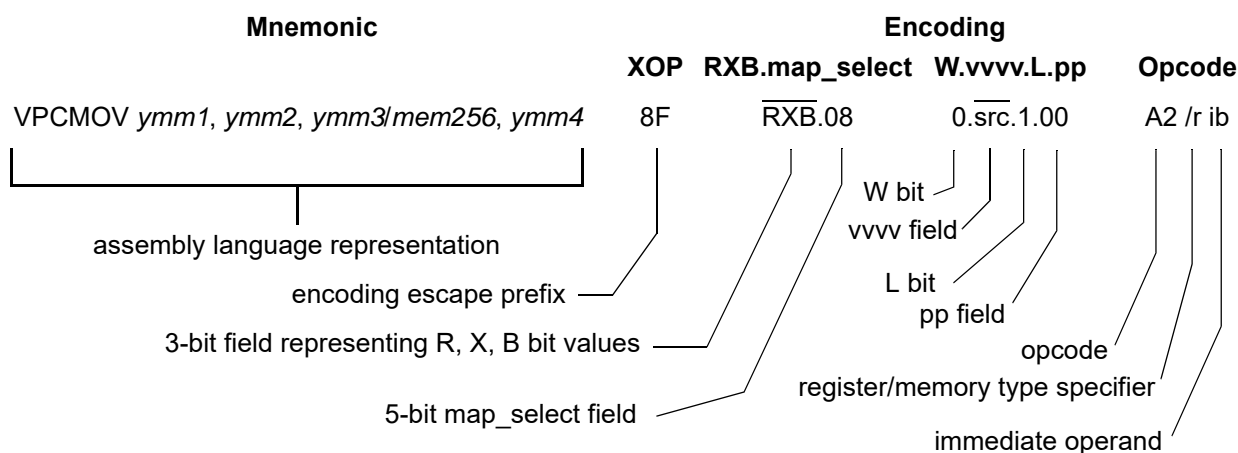 Mnemonic Encoding
XOP RXB.map_select W.vvvv.L.pp Opcode
VPCMOV ymm1, ymm2, ymm3/mem256, ymm4 8F R̅X̅B̅.08 0.s̅r̅c̅.1.00 A2 /r ib
W bit
vvvv field
assembly language representation
L bit
encoding escape prefix
pp field
3-bit field representing R, X, B bit values
opcode
register/memory type specifier
5-bit map_select field
immediate operand